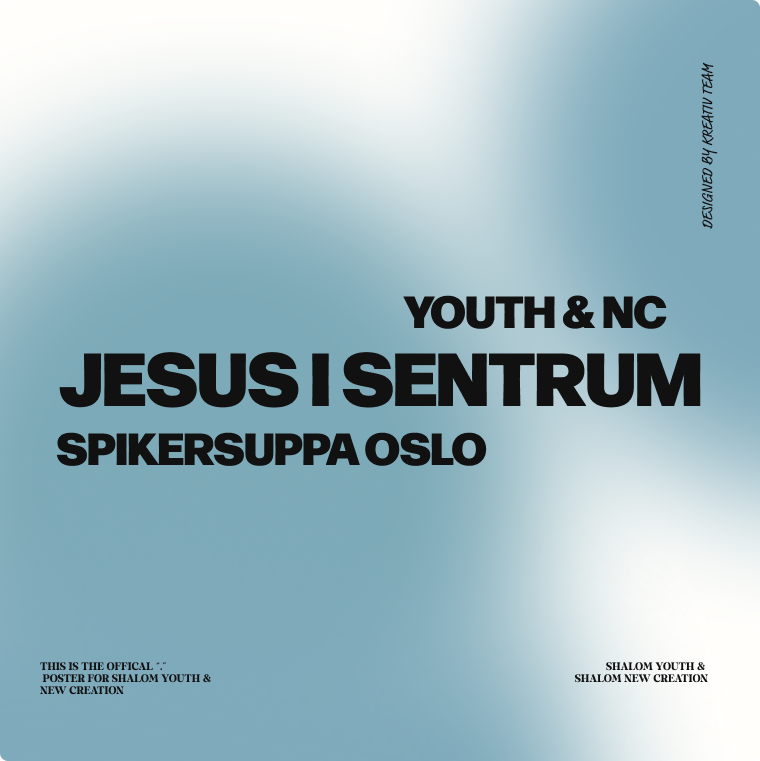 DESIGNED BY KREATIV TEAM
YOUTH & NC
JESUS I SENTRUM
SPIKERSUPPA OSLO
THIS IS THE OFFICAL "."
POSTER FOR SHALOM YOUTH &
NEW CREATION
SHALOM YOUTH &
SHALOM NEW CREATION